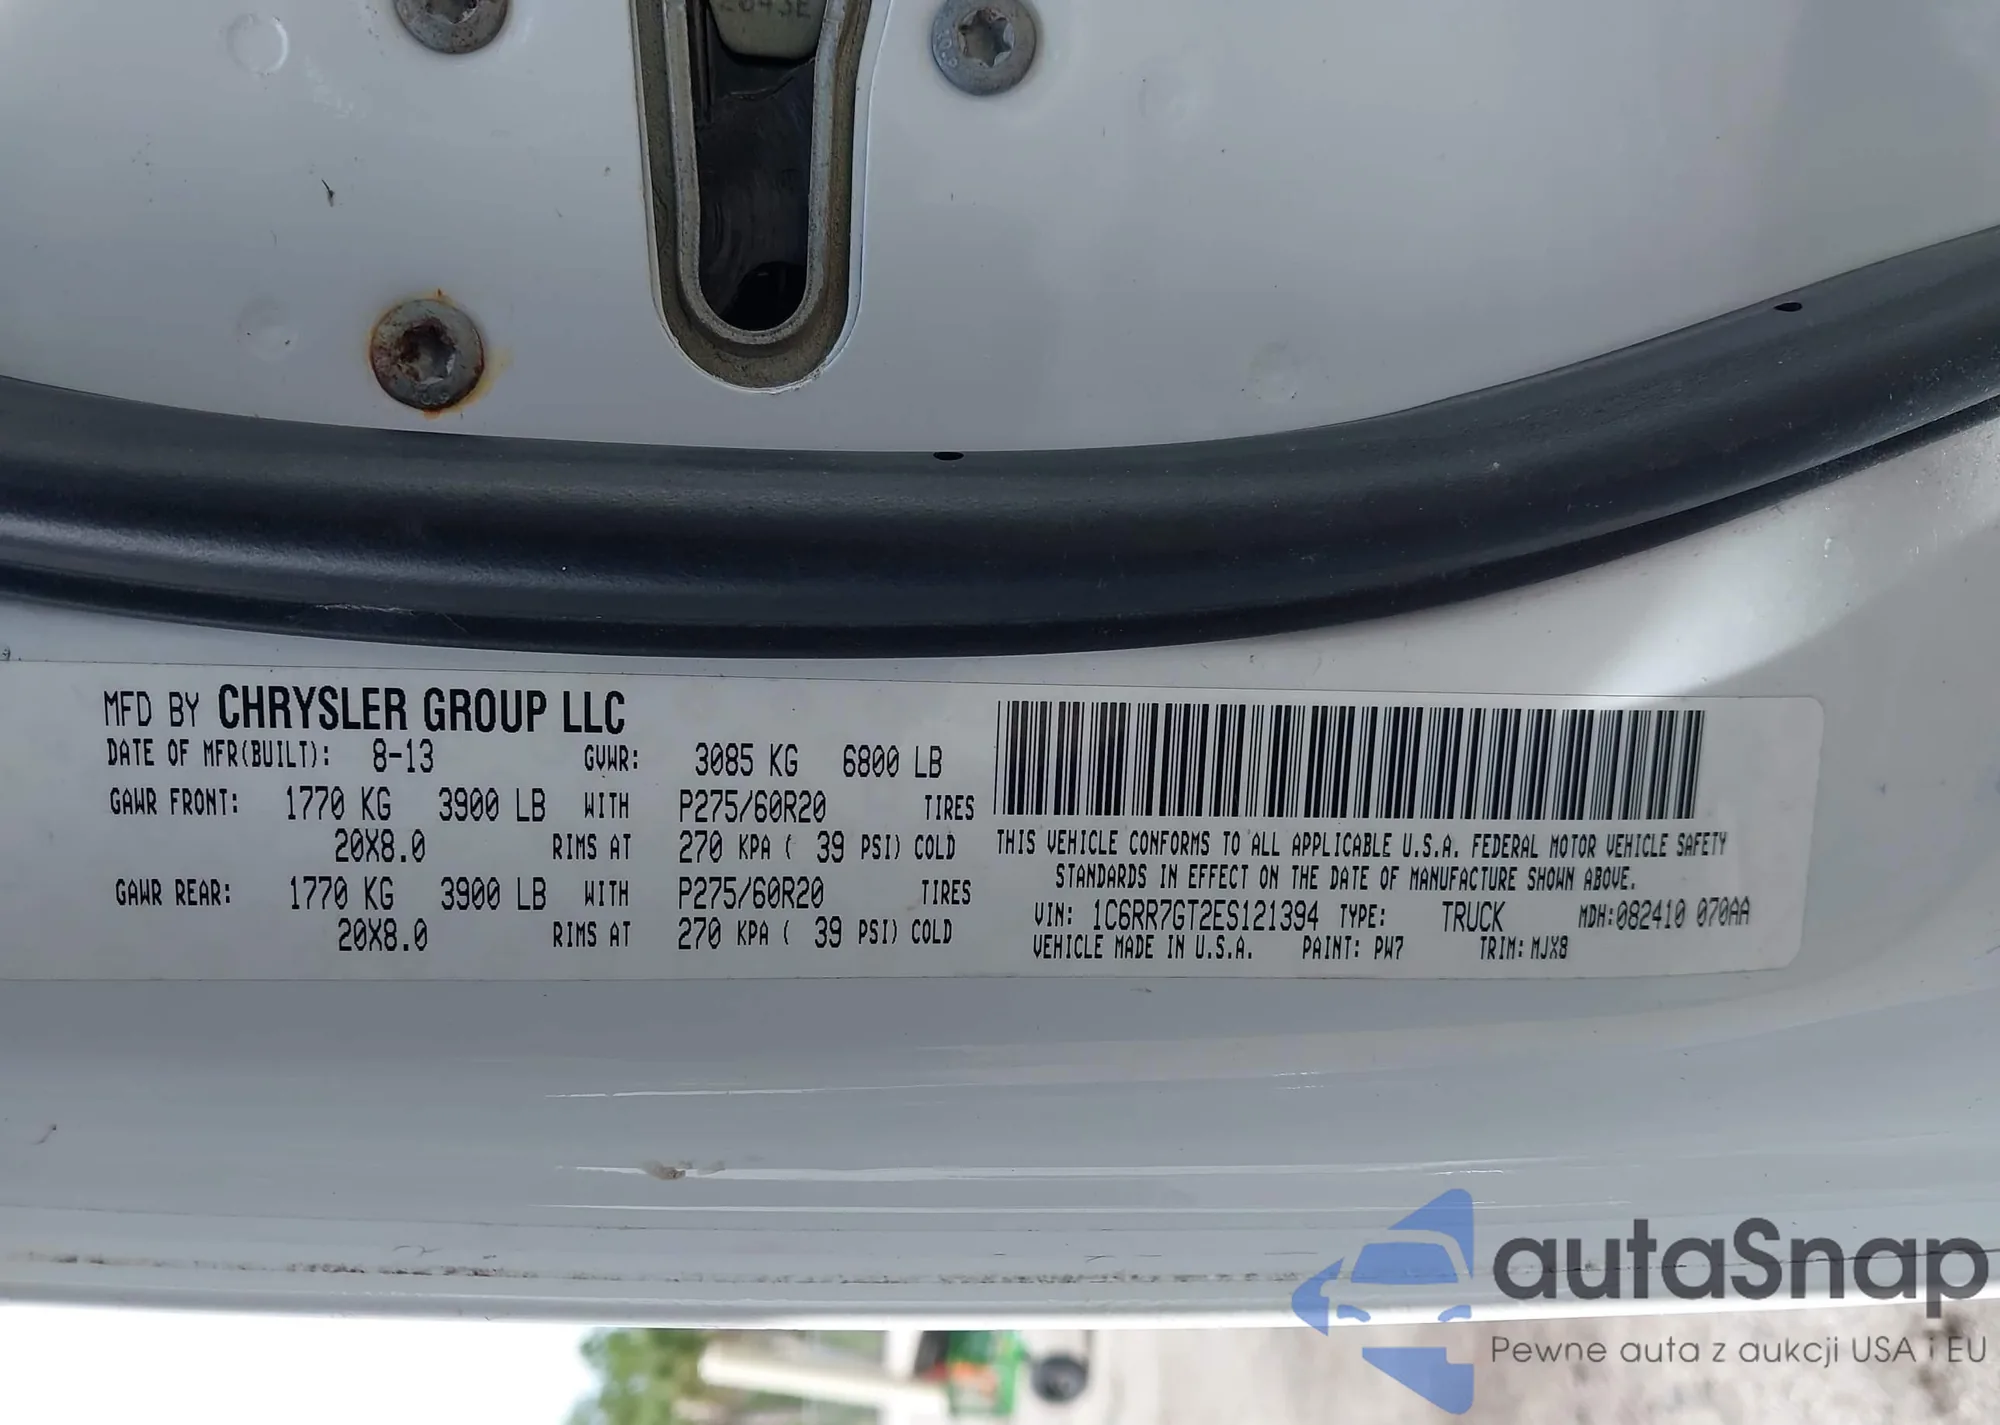 MFD BY CHRYSLER GROUP LLC
DATE OF MFR(BUILT): 8-13 GVWR: 3085 KG 6800 LB
GAWR FRONT: 1770 KG 3900 LB WITH P275/60R20 TIRES
20X8.0 RIMS AT 270 KPA ( 39 PSI) COLD
GAWR REAR: 1770 KG 3900 LB WITH P275/60R20 TIRES
20X8.0 RIMS AT 270 KPA ( 39 PSI) COLD
THIS VEHICLE CONFORMS TO ALL APPLICABLE U.S.A. FEDERAL MOTOR VEHICLE SAFETY
STANDARDS IN EFFECT ON THE DATE OF MANUFACTURE SHOWN ABOVE.
VIN: 1C6RR7GT2ES121394 TYPE: TRUCK MDH:082410 070AA
VEHICLE MADE IN U.S.A. PAINT: PW7 TRIM: MJX8
autaSnap
Pewne auta z aukcji USA i EU